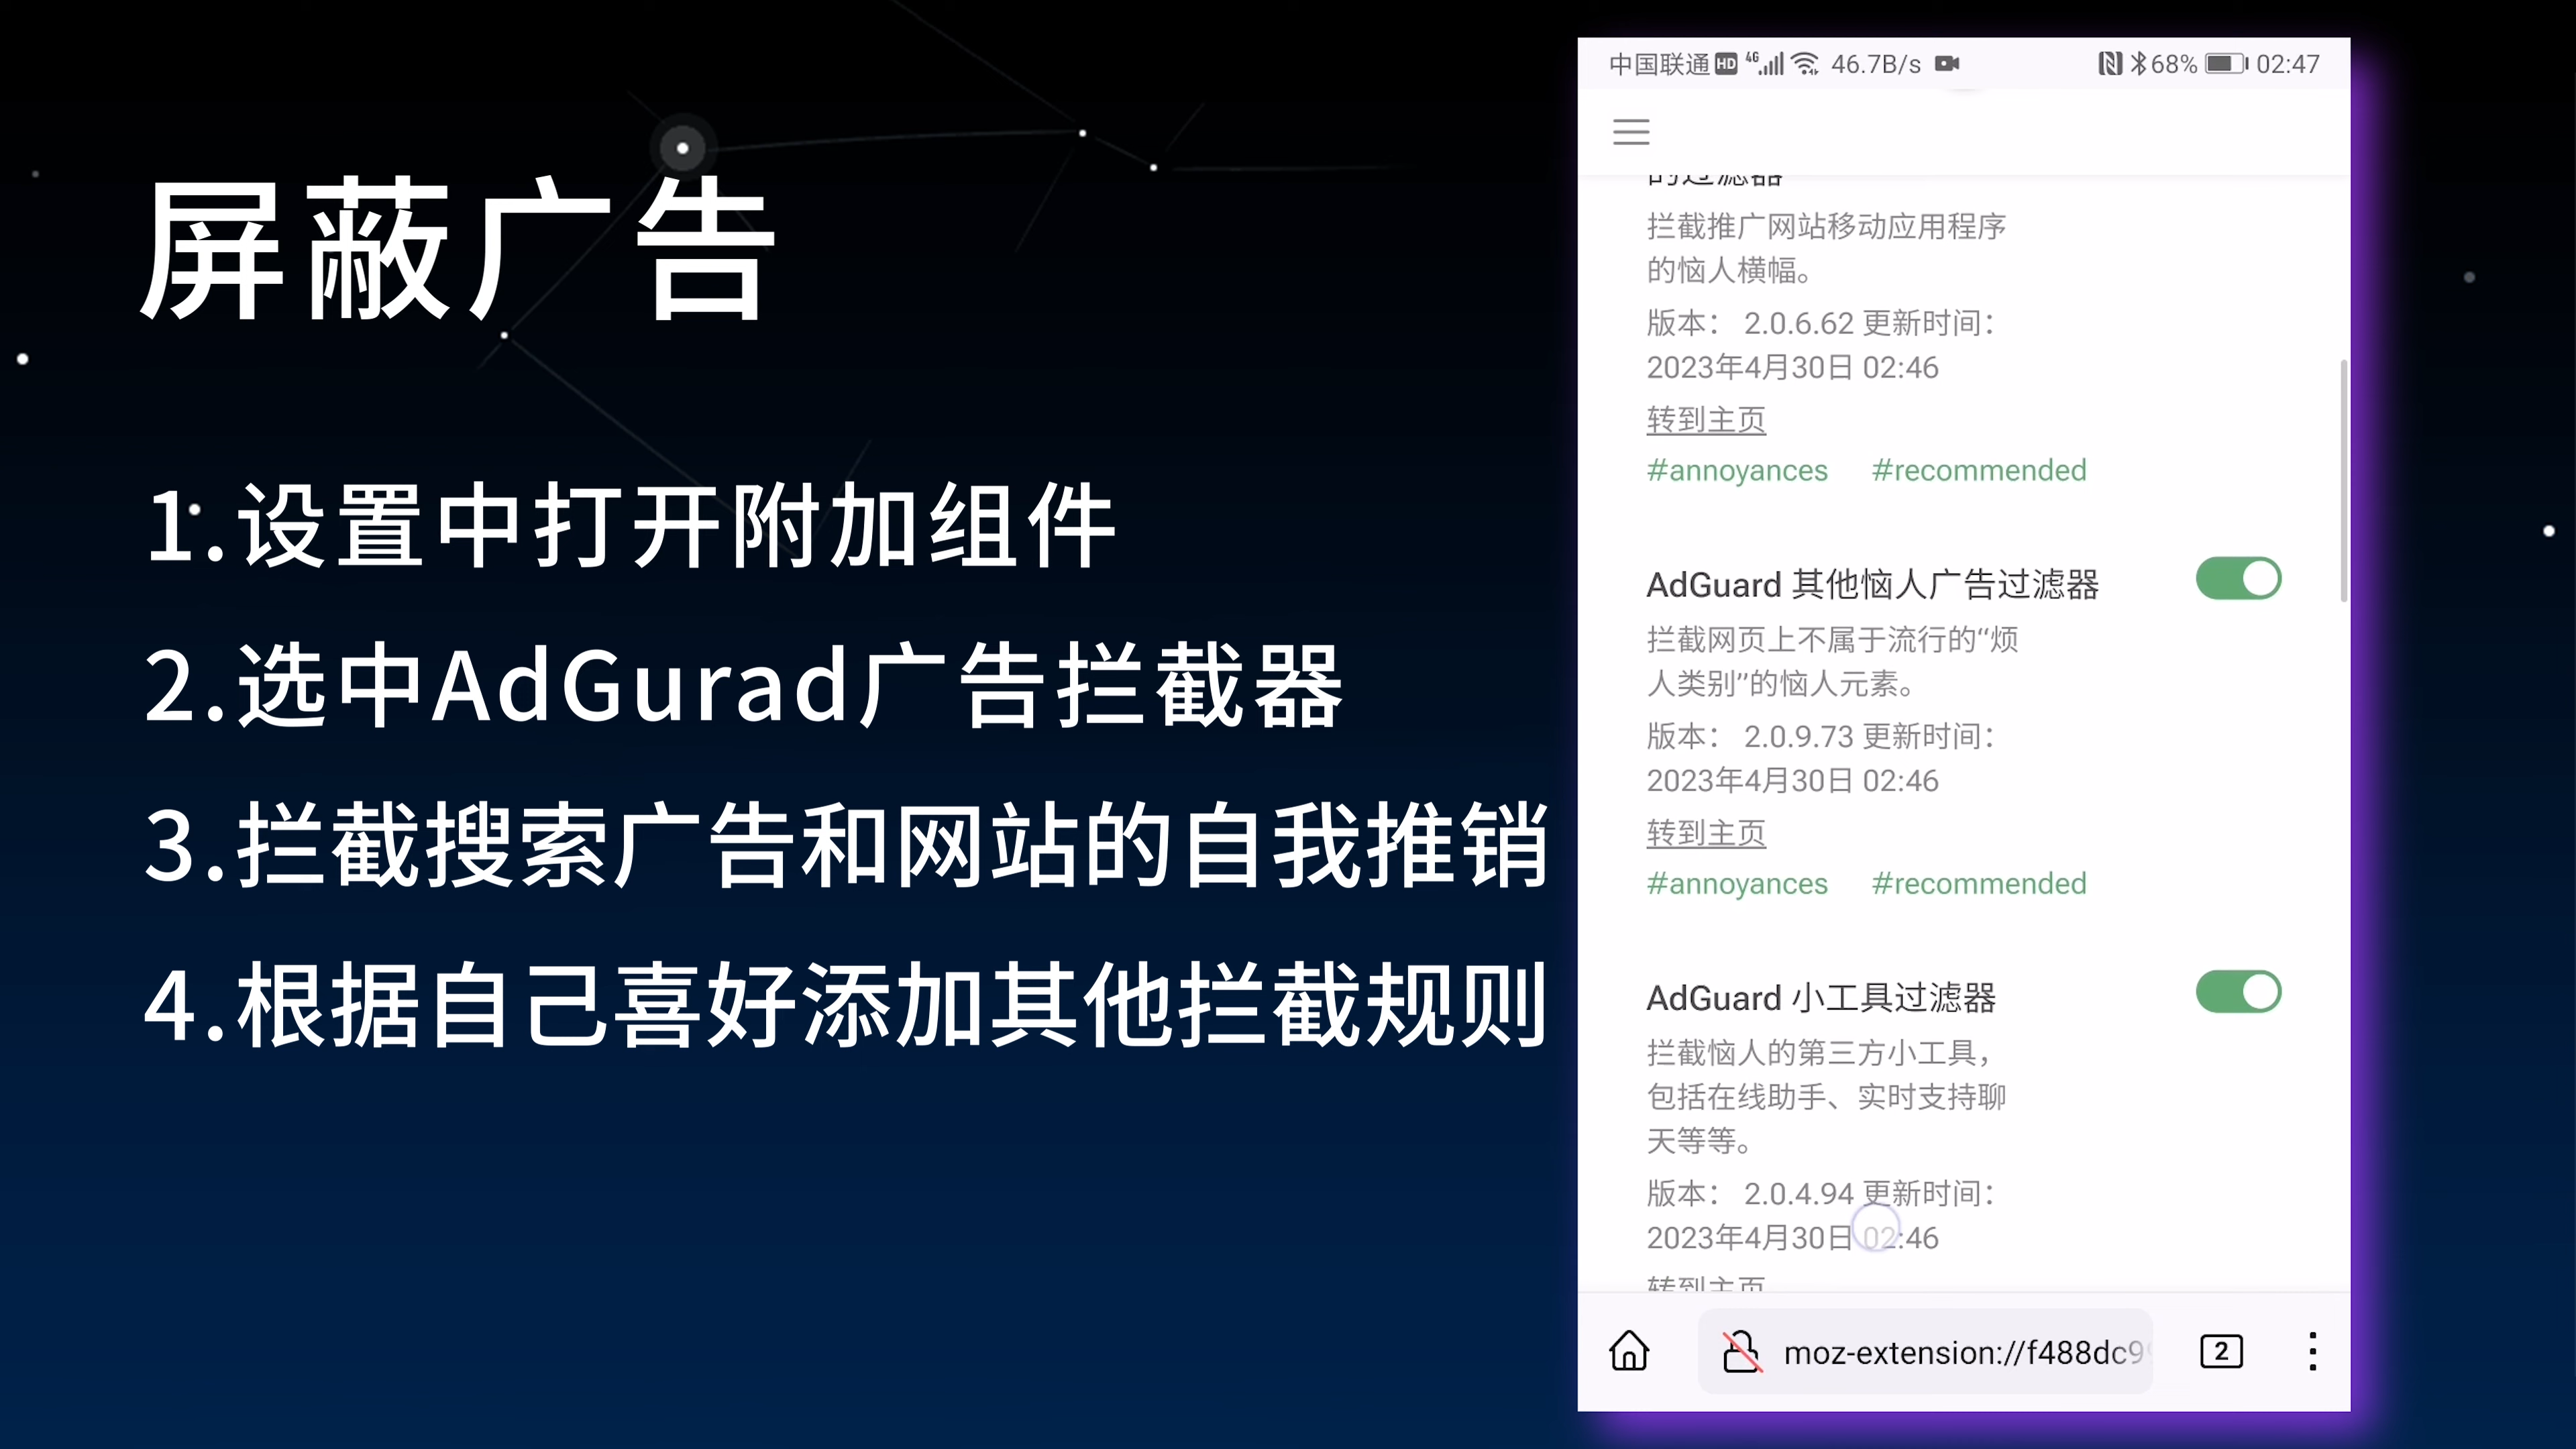 屏蔽广告
1.设置中打开附加组件
2.选中AdGurad广告拦截器
3.拦截搜索广告和网站的自我推销
4.根据自己喜好添加其他拦截规则
中国联通 HD 4G 46.7B/s 68% 02:47
的过滤器
拦截推广网站移动应用程序
的恼人横幅。
版本： 2.0.6.62 更新时间：
2023年4月30日 02:46
转到主页
#annoyances #recommended
AdGuard 其他恼人广告过滤器
拦截网页上不属于流行的“烦
人类别”的恼人元素。
版本： 2.0.9.73 更新时间：
2023年4月30日 02:46
转到主页
#annoyances #recommended
AdGuard 小工具过滤器
拦截恼人的第三方小工具，
包括在线助手、实时支持聊
天等等。
版本： 2.0.4.94 更新时间：
2023年4月30日 02:46
转到主页
moz-extension://f488dc9 2